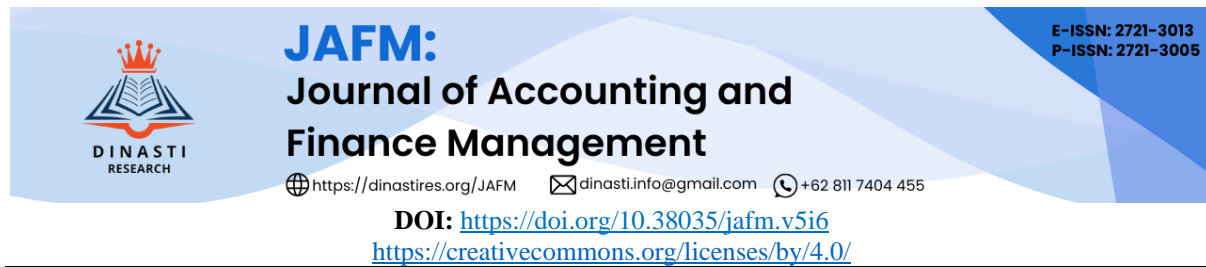 E-ISSN: 2721-3013
P-ISSN: 2721-3005
JAFM:
Journal of Accounting and
Finance Management
DINASTI
RESEARCH
https://dinastires.org/JAFM dinasti.info@gmail.com +62 811 7404 455
DOI: https://doi.org/10.38035/jafm.v5i6
https://creativecommons.org/licenses/by/4.0/